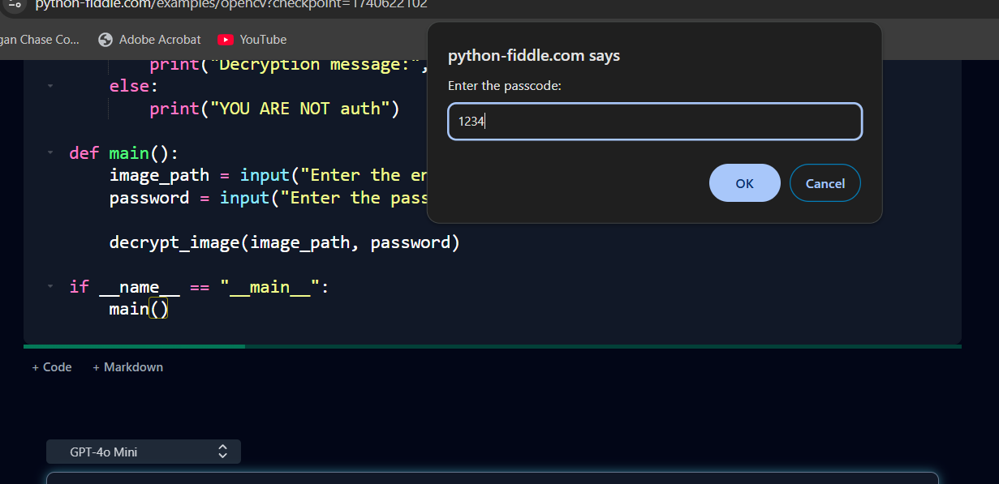 python-fiddle.com/examples/opencv?checkpoint=1740622102
gan Chase Co... Adobe Acrobat YouTube
python-fiddle.com says
Enter the passcode:
1234
OK Cancel
print("Decryption message:",
else:
print("YOU ARE NOT auth")
def main():
image_path = input("Enter the en
password = input("Enter the pass
decrypt_image(image_path, password)
if __name__ == "__main__":
main()
+ Code + Markdown
GPT-4o Mini